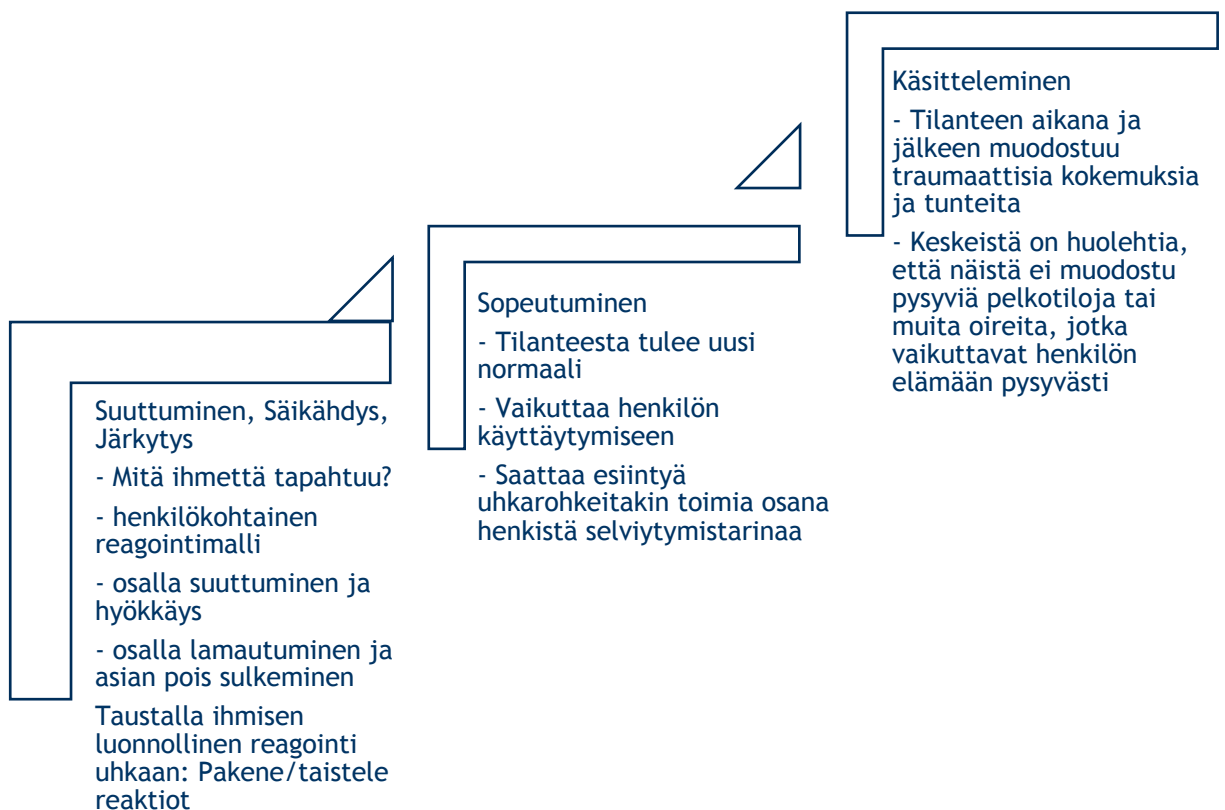 Suuttuminen, Säikähdys,
Järkytys
- Mitä ihmettä tapahtuu?
- henkilökohtainen
reagointimalli
- osalla suuttuminen ja
hyökkäys
- osalla lamautuminen ja
asian pois sulkeminen
Taustalla ihmisen
luonnollinen reagointi
uhkaan: Pakene/taistele
reaktiot
Sopeutuminen
- Tilanteesta tulee uusi
normaali
- Vaikuttaa henkilön
käyttäytymiseen
- Saattaa esiintyä
uhkarohkeitakin toimia osana
henkistä selviytymistarinaa
Käsitteleminen
- Tilanteen aikana ja
jälkeen muodostuu
traumaattisia kokemuksia
ja tunteita
- Keskeistä on huolehtia,
että näistä ei muodostu
pysyviä pelkotiloja tai
muita oireita, jotka
vaikuttavat henkilön
elämään pysyvästi